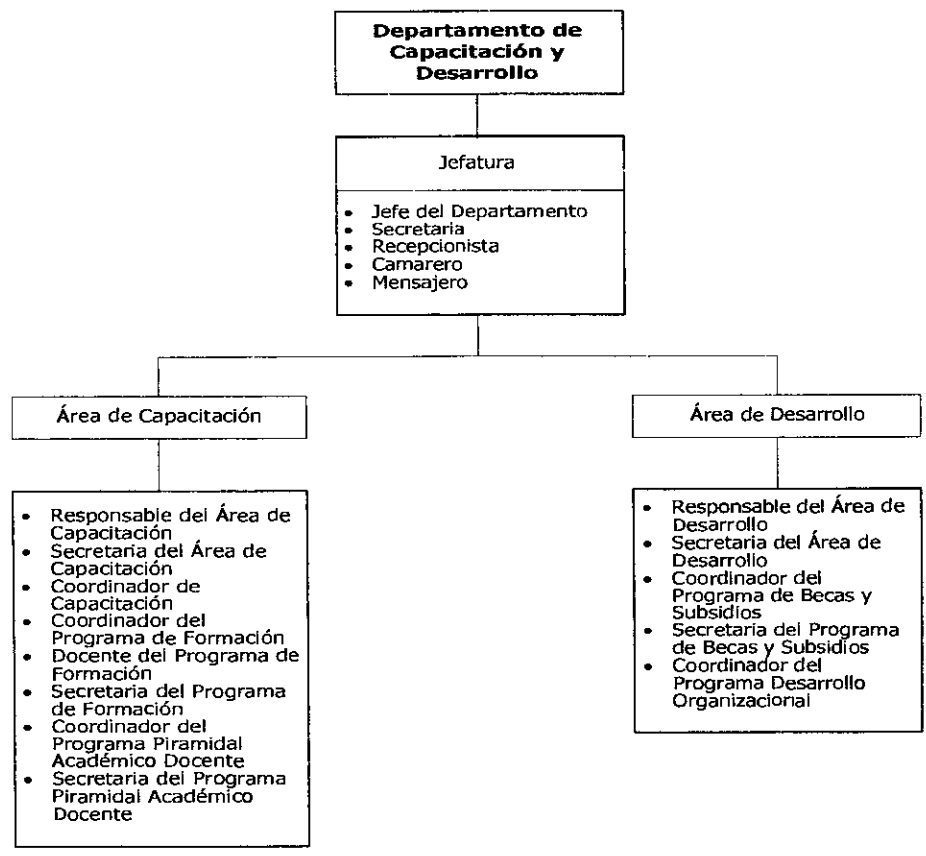 Departamento de
Capacitación y
Desarrollo
Jefatura
• Jefe del Departamento
• Secretaria
• Recepcionista
• Camarero
• Mensajero
Área de Capacitación
• Responsable del Área de
Capacitación
• Secretaria del Área de
Capacitación
• Coordinador de
Capacitación
• Coordinador del
Programa de Formación
• Docente del Programa de
Formación
• Secretaria del Programa
de Formación
• Coordinador del
Programa Piramidal
Académico Docente
• Secretaria del Programa
Piramidal Académico
Docente
Área de Desarrollo
• Responsable del Área de
Desarrollo
• Secretaria del Área de
Desarrollo
• Coordinador del
Programa de Becas y
Subsidios
• Secretaria del Programa
de Becas y Subsidios
• Coordinador del
Programa Desarrollo
Organizacional